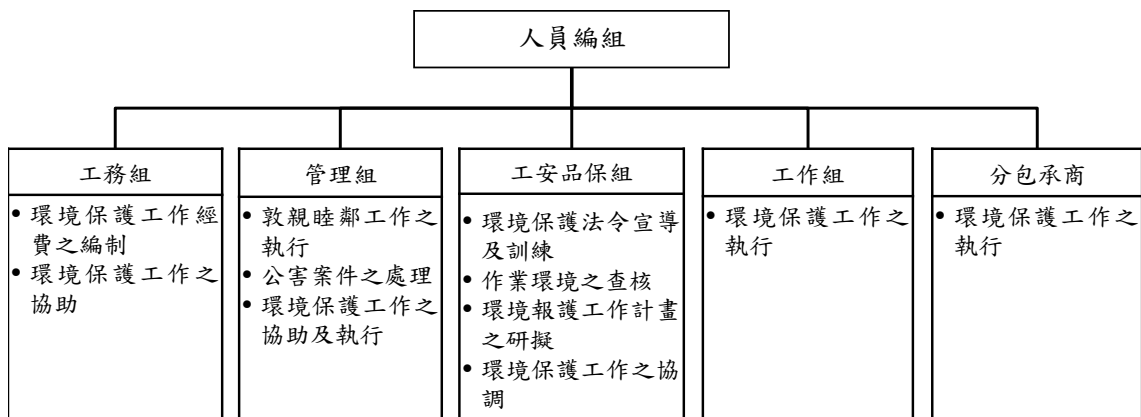 人員編組
工務組
• 環境保護工作經
費之編制
• 環境保護工作之
協助
管理組
• 敦親睦鄰工作之
執行
• 公害案件之處理
• 環境保護工作之
協助及執行
工安品保組
• 環境保護法令宣導
及訓練
• 作業環境之查核
• 環境報護工作計畫
之研擬
• 環境保護工作之協
調
工作組
• 環境保護工作之
執行
分包承商
• 環境保護工作之
執行